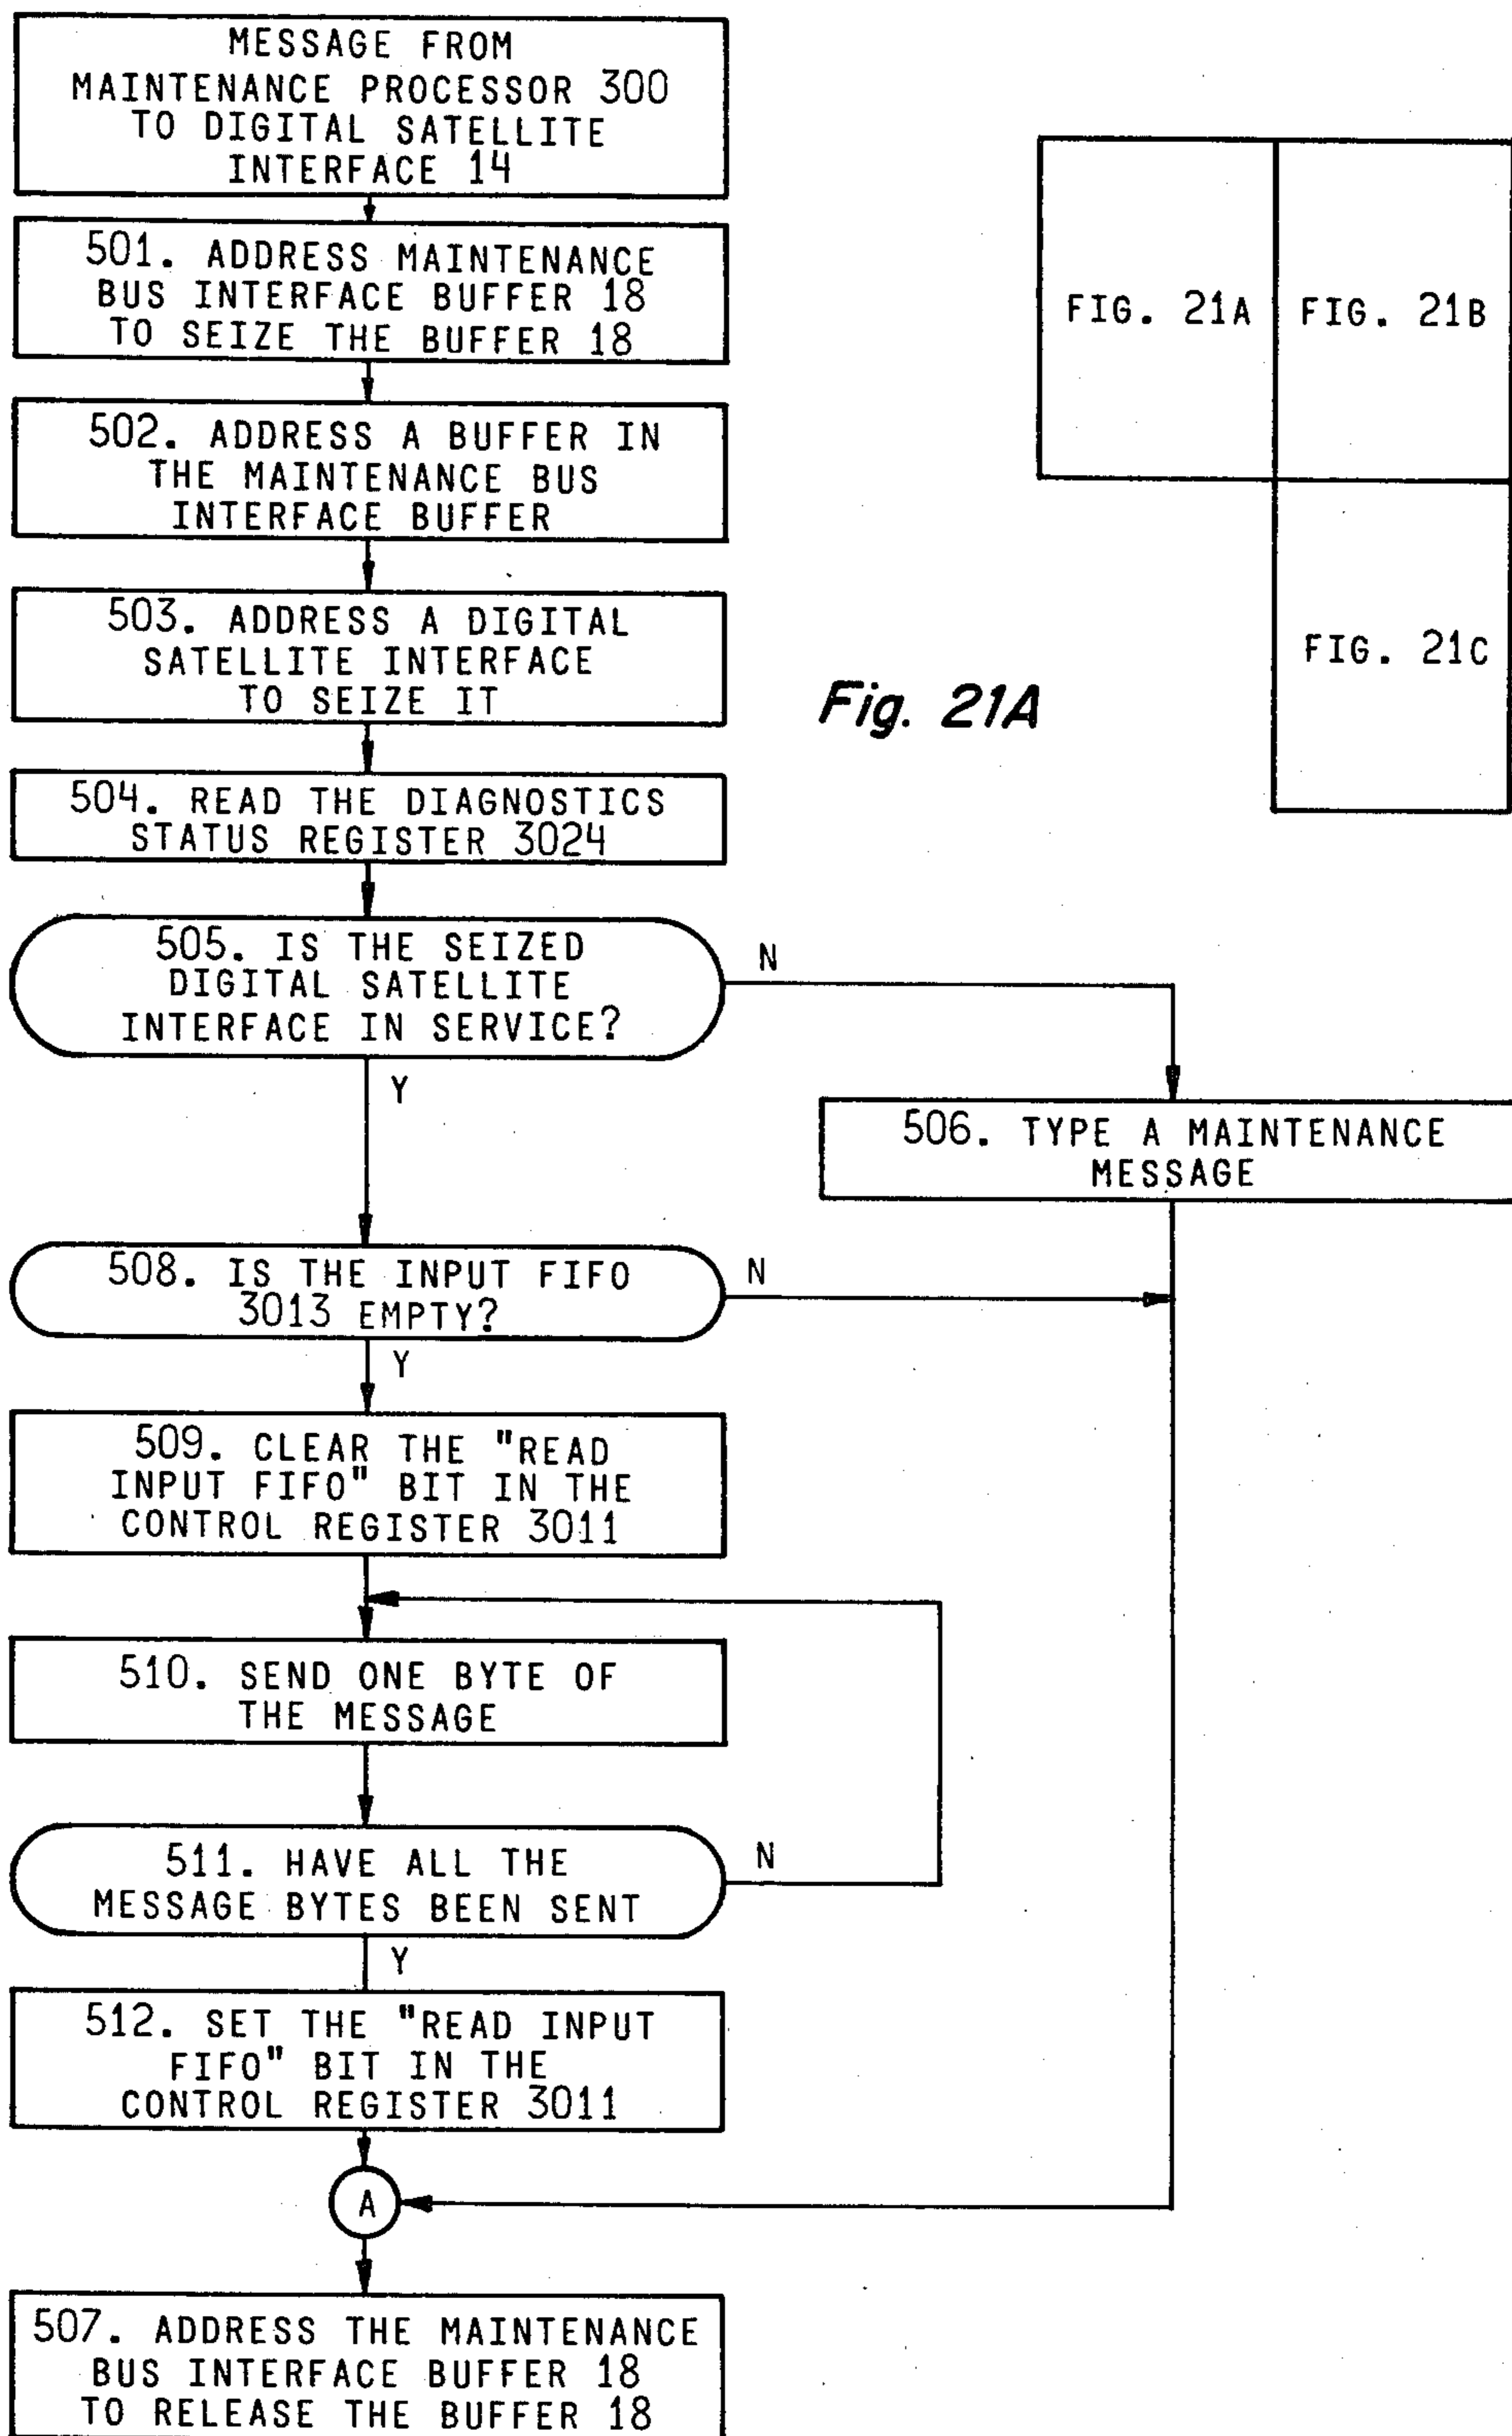 MESSAGE FROM
MAINTENANCE PROCESSOR 300
TO DIGITAL SATELLITE
INTERFACE 14
501. ADDRESS MAINTENANCE
BUS INTERFACE BUFFER 18
TO SEIZE THE BUFFER 18
502. ADDRESS A BUFFER IN
THE MAINTENANCE BUS
INTERFACE BUFFER
503. ADDRESS A DIGITAL
SATELLITE INTERFACE
TO SEIZE IT
504. READ THE DIAGNOSTICS
STATUS REGISTER 3024
505. IS THE SEIZED
DIGITAL SATELLITE
INTERFACE IN SERVICE?
N
Y
506. TYPE A MAINTENANCE
MESSAGE
508. IS THE INPUT FIFO
3013 EMPTY?
N
Y
509. CLEAR THE "READ
INPUT FIFO" BIT IN THE
CONTROL REGISTER 3011
510. SEND ONE BYTE OF
THE MESSAGE
511. HAVE ALL THE
MESSAGE BYTES BEEN SENT
N
Y
512. SET THE "READ INPUT
FIFO" BIT IN THE
CONTROL REGISTER 3011
A
507. ADDRESS THE MAINTENANCE
BUS INTERFACE BUFFER 18
TO RELEASE THE BUFFER 18
FIG. 21A
FIG. 21B
FIG. 21C
Fig. 21A